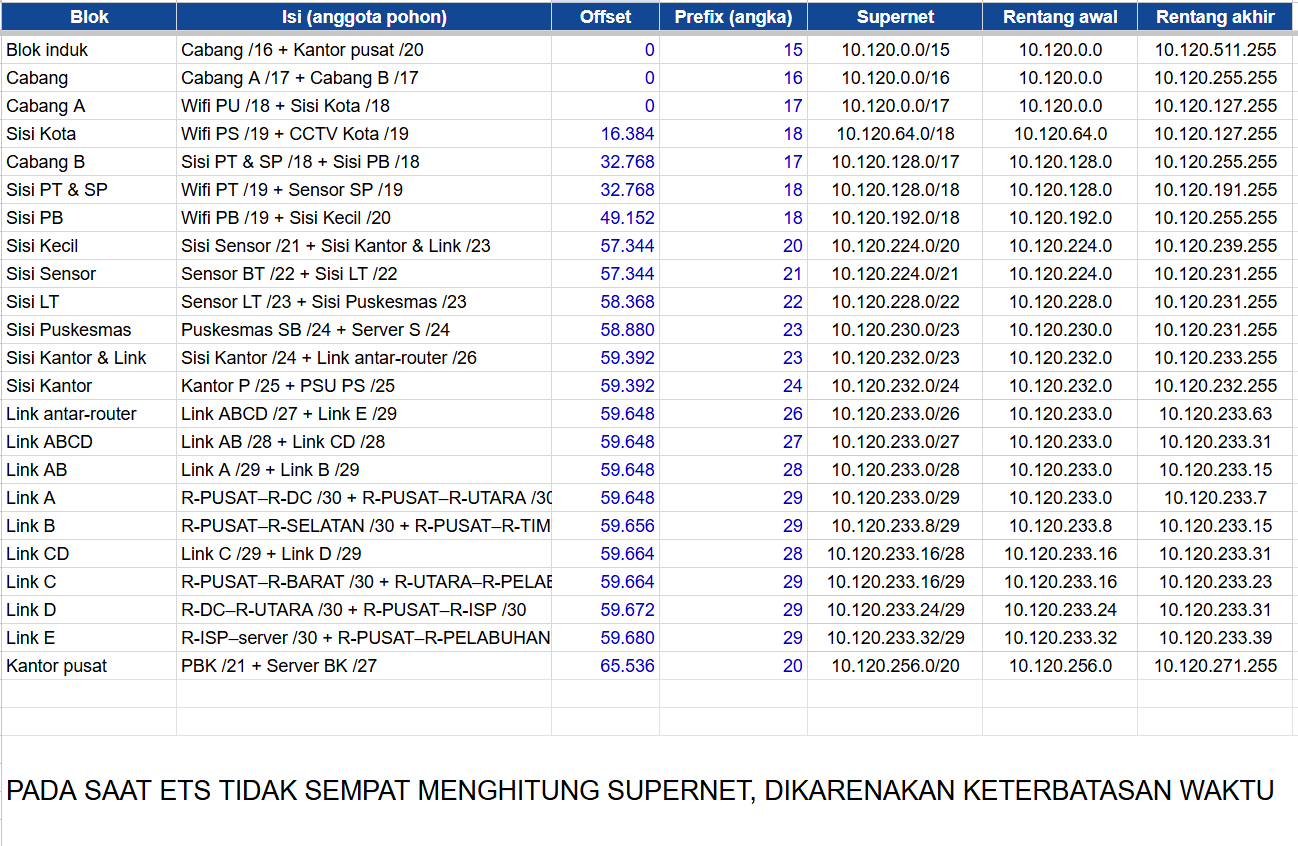 Blok Isi (anggota pohon) Offset Prefix (angka) Supernet Rentang awal Rentang akhir
Blok induk Cabang /16 + Kantor pusat /20 0 15 10.120.0.0/15 10.120.0.0 10.120.511.255
Cabang Cabang A /17 + Cabang B /17 0 16 10.120.0.0/16 10.120.0.0 10.120.255.255
Cabang A Wifi PU /18 + Sisi Kota /18 0 17 10.120.0.0/17 10.120.0.0 10.120.127.255
Sisi Kota Wifi PS /19 + CCTV Kota /19 16.384 18 10.120.64.0/18 10.120.64.0 10.120.127.255
Cabang B Sisi PT & SP /18 + Sisi PB /18 32.768 17 10.120.128.0/17 10.120.128.0 10.120.255.255
Sisi PT & SP Wifi PT /19 + Sensor SP /19 32.768 18 10.120.128.0/18 10.120.128.0 10.120.191.255
Sisi PB Wifi PB /19 + Sisi Kecil /20 49.152 18 10.120.192.0/18 10.120.192.0 10.120.255.255
Sisi Kecil Sisi Sensor /21 + Sisi Kantor & Link /23 57.344 20 10.120.224.0/20 10.120.224.0 10.120.239.255
Sisi Sensor Sensor BT /22 + Sisi LT /22 57.344 21 10.120.224.0/21 10.120.224.0 10.120.231.255
Sisi LT Sensor LT /23 + Sisi Puskesmas /23 58.368 22 10.120.228.0/22 10.120.228.0 10.120.231.255
Sisi Puskesmas Puskesmas SB /24 + Server S /24 58.880 23 10.120.230.0/23 10.120.230.0 10.120.231.255
Sisi Kantor & Link Sisi Kantor /24 + Link antar-router /26 59.392 23 10.120.232.0/23 10.120.232.0 10.120.233.255
Sisi Kantor Kantor P /25 + PSU PS /25 59.392 24 10.120.232.0/24 10.120.232.0 10.120.232.255
Link antar-router Link ABCD /27 + Link E /29 59.648 26 10.120.233.0/26 10.120.233.0 10.120.233.63
Link ABCD Link AB /28 + Link CD /28 59.648 27 10.120.233.0/27 10.120.233.0 10.120.233.31
Link AB Link A /29 + Link B /29 59.648 28 10.120.233.0/28 10.120.233.0 10.120.233.15
Link A R-PUSAT–R-DC /30 + R-PUSAT–R-UTARA /30 59.648 29 10.120.233.0/29 10.120.233.0 10.120.233.7
Link B R-PUSAT–R-SELATAN /30 + R-PUSAT–R-TIM 59.656 29 10.120.233.8/29 10.120.233.8 10.120.233.15
Link CD Link C /29 + Link D /29 59.664 28 10.120.233.16/28 10.120.233.16 10.120.233.31
Link C R-PUSAT–R-BARAT /30 + R-UTARA–R-PELAB 59.664 29 10.120.233.16/29 10.120.233.16 10.120.233.23
Link D R-DC–R-UTARA /30 + R-PUSAT–R-ISP /30 59.672 29 10.120.233.24/29 10.120.233.24 10.120.233.31
Link E R-ISP–server /30 + R-PUSAT–R-PELABUHAN 59.680 29 10.120.233.32/29 10.120.233.32 10.120.233.39
Kantor pusat PBK /21 + Server BK /27 65.536 20 10.120.256.0/20 10.120.256.0 10.120.271.255
PADA SAAT ETS TIDAK SEMPAT MENGHITUNG SUPERNET, DIKARENAKAN KETERBATASAN WAKTU